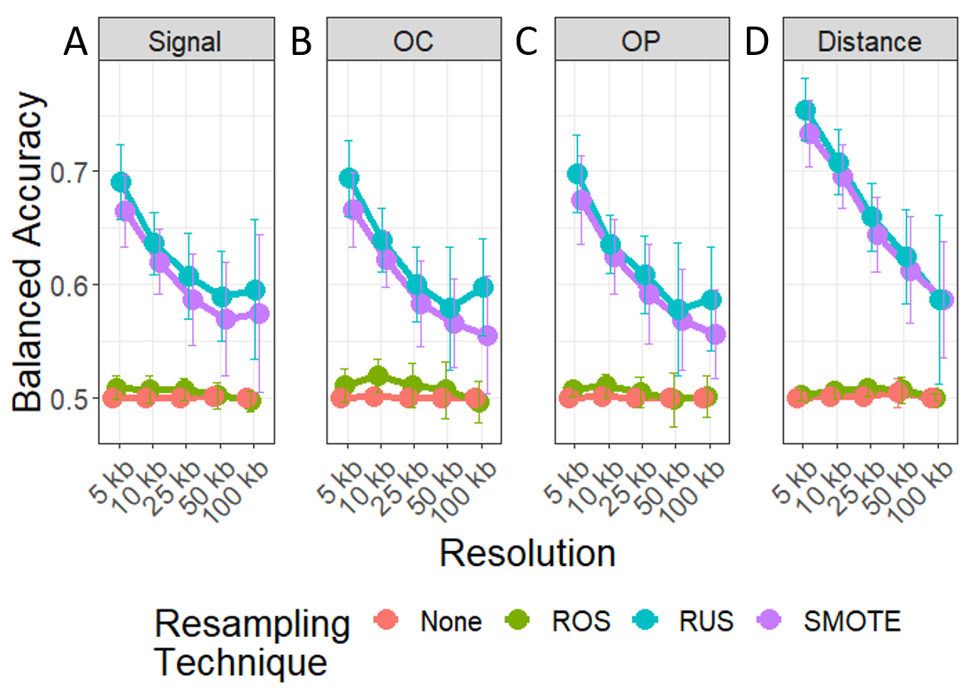 A Signal B OC C OP D Distance
Balanced Accuracy
0.7
0.6
0.5
5 kb 10 kb 25 kb 50 kb 100 kb 5 kb 10 kb 25 kb 50 kb 100 kb 5 kb 10 kb 25 kb 50 kb 100 kb 5 kb 10 kb 25 kb 50 kb 100 kb
Resolution
Resampling
Technique
None ROS RUS SMOTE